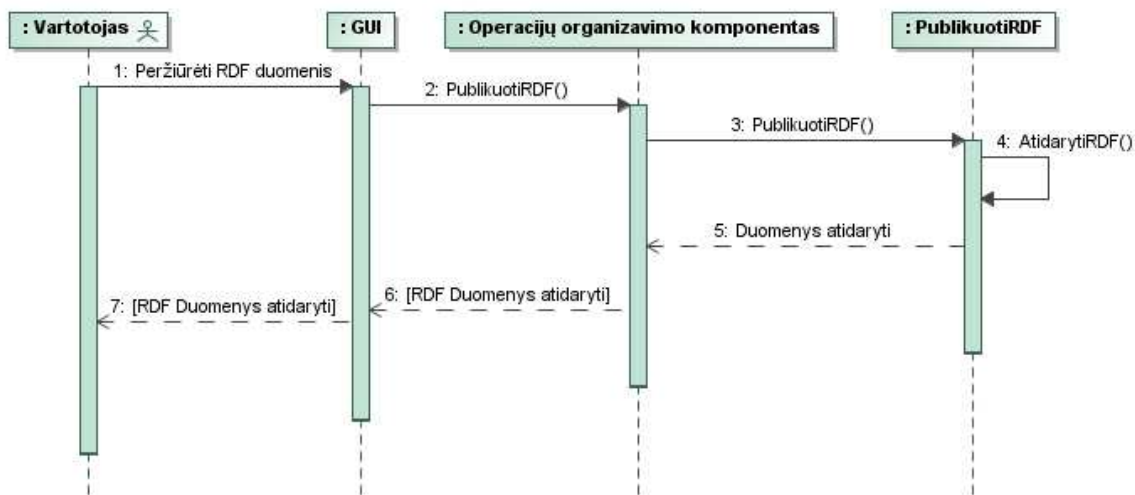 : Vartotojas
: GUI
: Operacijų organizavimo komponentas
: PublikuotiRDF
1: Peržiūrėti RDF duomenis
2: PublikuotiRDF()
3: PublikuotiRDF()
4: AtidarytiRDF()
5: Duomenys atidaryti
6: [RDF Duomenys atidaryti]
7: [RDF Duomenys atidaryti]